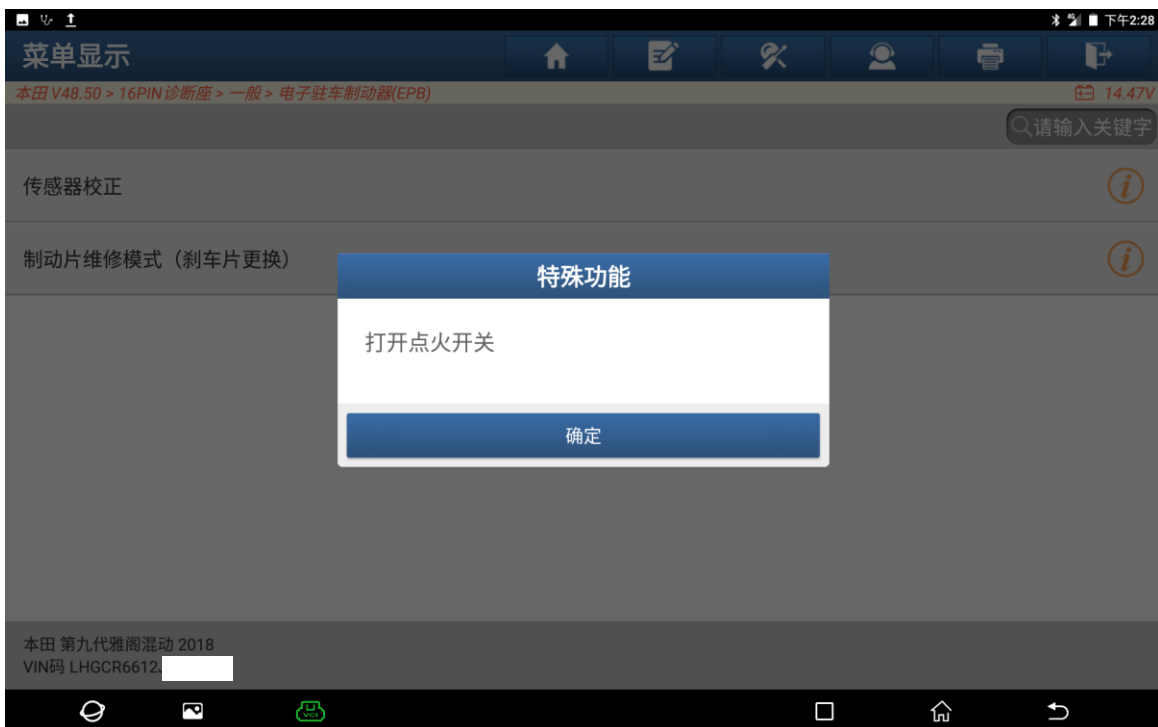 下午2:28
菜单显示
本田 V48.50 > 16PIN诊断座 > 一般 > 电子驻车制动器(EPB)
14.47V
请输入关键字
传感器校正
制动片维修模式（刹车片更换）
特殊功能
打开点火开关
确定
本田 第九代雅阁混动 2018
VIN码 LHGCR6612
VCI